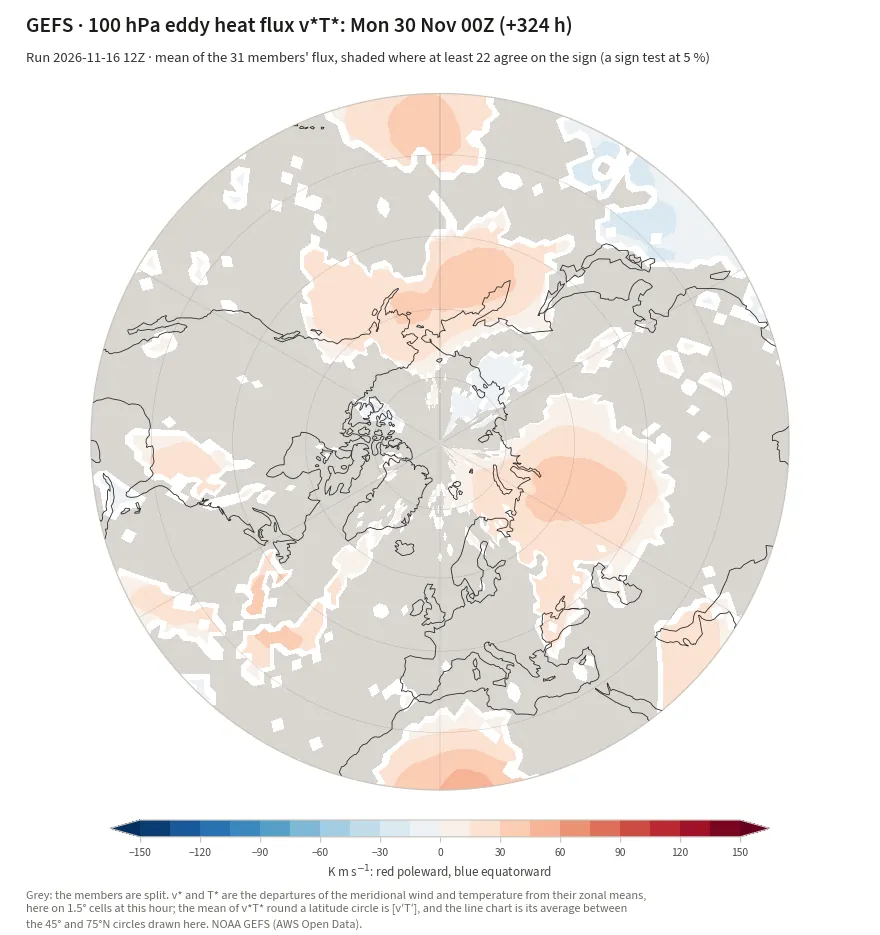 GEFS · 100 hPa eddy heat flux v*T*: Mon 30 Nov 00Z (+324 h)
Run 2026-11-16 12Z · mean of the 31 members' flux, shaded where at least 22 agree on the sign (a sign test at 5 %)
−150 −120 −90 −60 −30 0 30 60 90 120 150
K m s⁻¹: red poleward, blue equatorward
Grey: the members are split. v* and T* are the departures of the meridional wind and temperature from their zonal means,
here on 1.5° cells at this hour; the mean of v*T* round a latitude circle is [v'T'], and the line chart is its average between
the 45° and 75°N circles drawn here. NOAA GEFS (AWS Open Data).